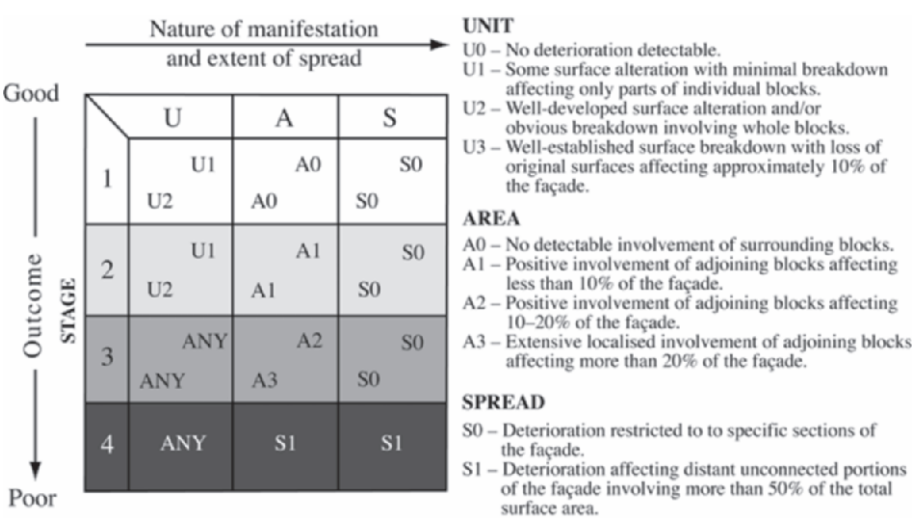 Nature of manifestation
and extent of spread
Good
Outcome
Poor
STAGE
U A S
1 U1 A0 S0
U2 A0 S0
2 U1 A1 S0
U2 A1 S0
3 ANY A2 S0
ANY A3 S0
4 ANY S1 S1
UNIT
U0 – No deterioration detectable.
U1 – Some surface alteration with minimal breakdown
affecting only parts of individual blocks.
U2 – Well-developed surface alteration and/or
obvious breakdown involving whole blocks.
U3 – Well-established surface breakdown with loss of
original surfaces affecting approximately 10% of
the façade.
AREA
A0 – No detectable involvement of surrounding blocks.
A1 – Positive involvement of adjoining blocks affecting
less than 10% of the façade.
A2 – Positive involvement of adjoining blocks affecting
10–20% of the façade.
A3 – Extensive localised involvement of adjoining blocks
affecting more than 20% of the façade.
SPREAD
S0 – Deterioration restricted to to specific sections of
the façade.
S1 – Deterioration affecting distant unconnected portions
of the façade involving more than 50% of the total
surface area.